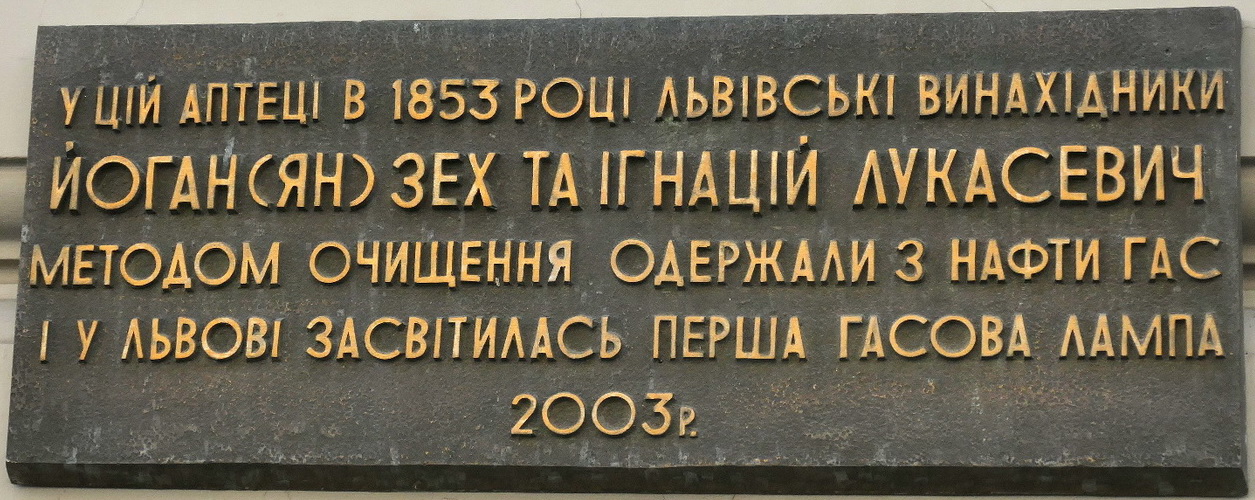 У ЦІЙ АПТЕЦІ В 1853 РОЦІ ЛЬВІВСЬКІ ВИНАХІДНИКИ
ЙОГАН(ЯН) ЗЕХ ТА ІГНАЦІЙ ЛУКАСЕВИЧ
МЕТОДОМ ОЧИЩЕННЯ ОДЕРЖАЛИ З НАФТИ ГАС
І У ЛЬВОВІ ЗАСВІТИЛАСЬ ПЕРША ГАСОВА ЛАМПА
2003 Р.